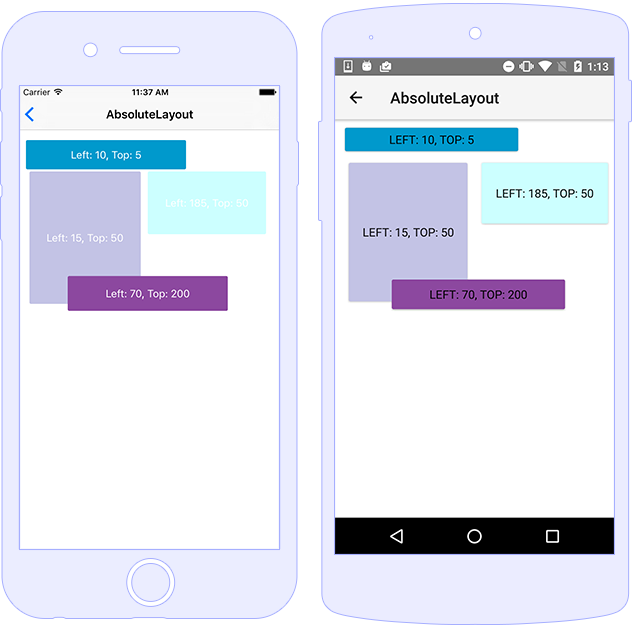 Carrier 11:37 AM
AbsoluteLayout
Left: 10, Top: 5
Left: 185, Top: 50
Left: 15, Top: 50
Left: 70, Top: 200
1:13
AbsoluteLayout
LEFT: 10, TOP: 5
LEFT: 185, TOP: 50
LEFT: 15, TOP: 50
LEFT: 70, TOP: 200